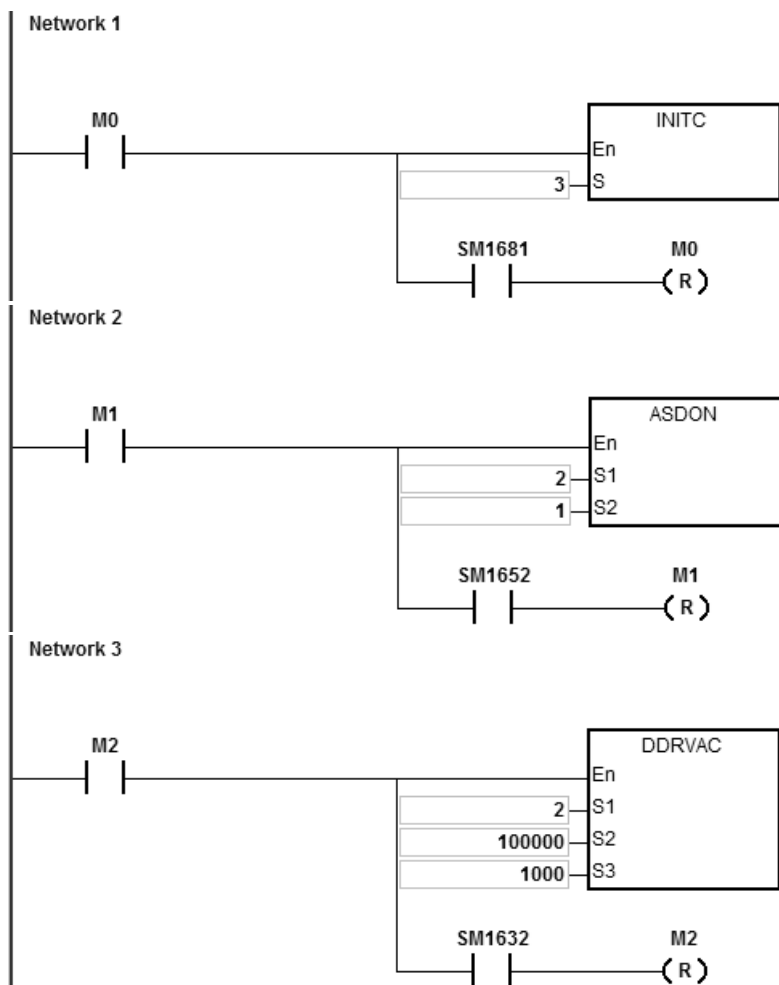 Network 1
M0
INITC
En
3 S
SM1681 M0
R
Network 2
M1
ASDON
En
2 S1
1 S2
SM1652 M1
R
Network 3
M2
DDRVAC
En
2 S1
100000 S2
1000 S3
SM1632 M2
R